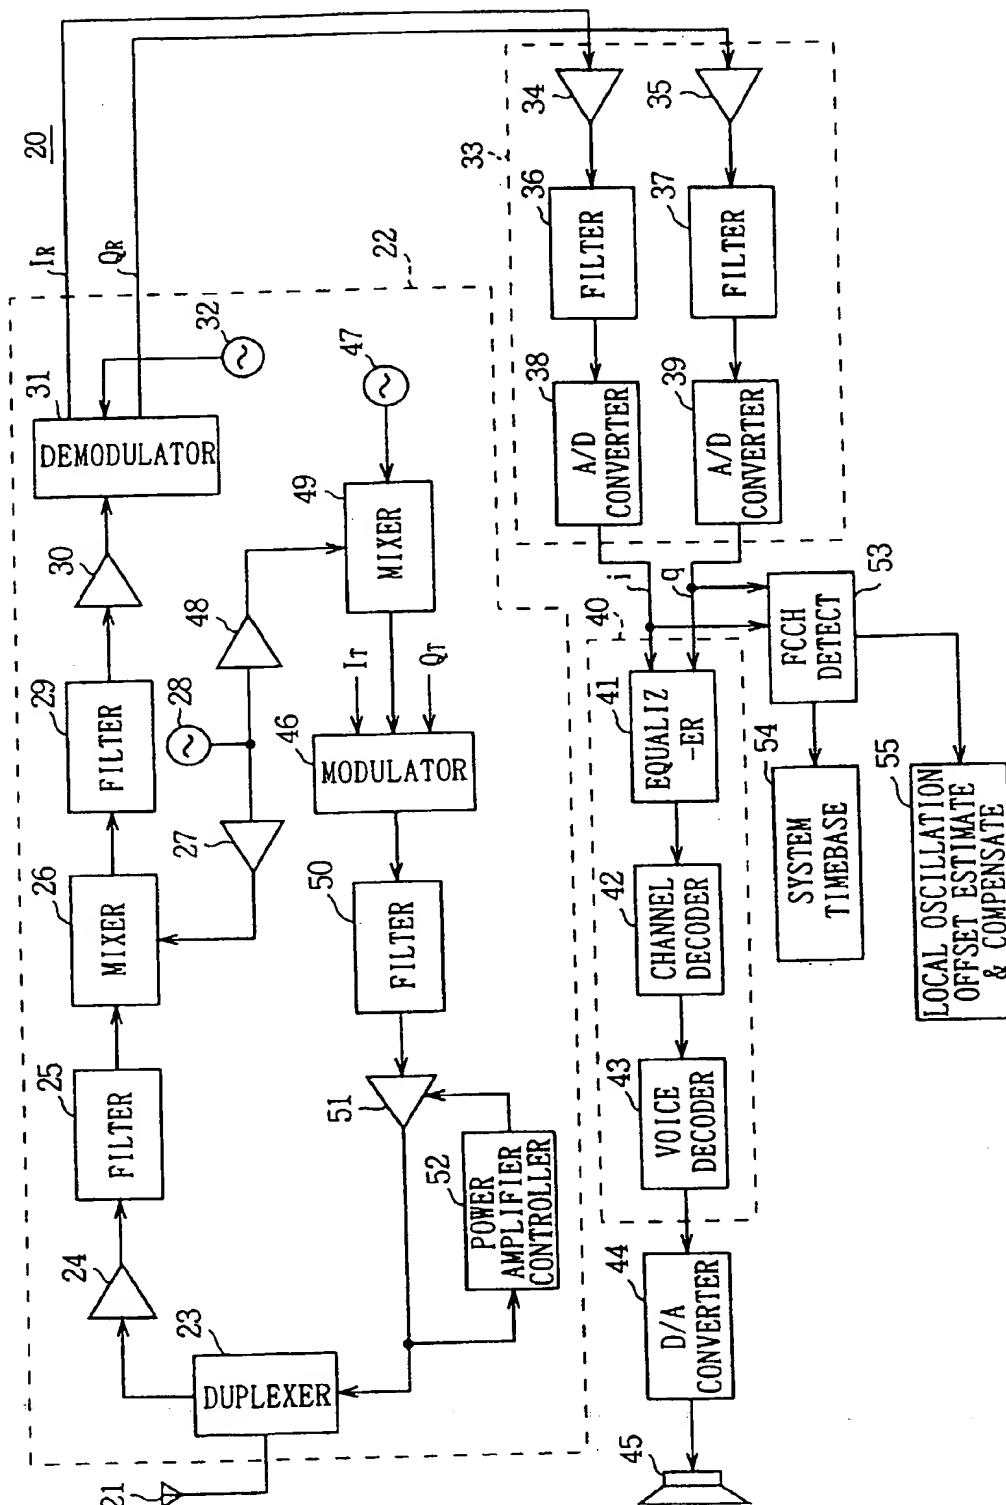 20
IR
QR
22
21
23
DUPLEXER
24
25
FILTER
26
MIXER
27
28
29
FILTER
30
31
DEMODULATOR
32
47
48
49
MIXER
IT
QT
46
MODULATOR
50
FILTER
51
52
POWER
AMPLIFIER
CONTROLLER
33
34
35
36
FILTER
37
FILTER
38
A/D
CONVERTER
39
A/D
CONVERTER
i
q
40
41
EQUALIZ
-ER
42
CHANNEL
DECODER
43
VOICE
DECODER
44
D/A
CONVERTER
45
53
FCCH
DETECT
54
SYSTEM
TIMEBASE
55
LOCAL OSCILLATION
OFFSET ESTIMATE
& COMPENSATE